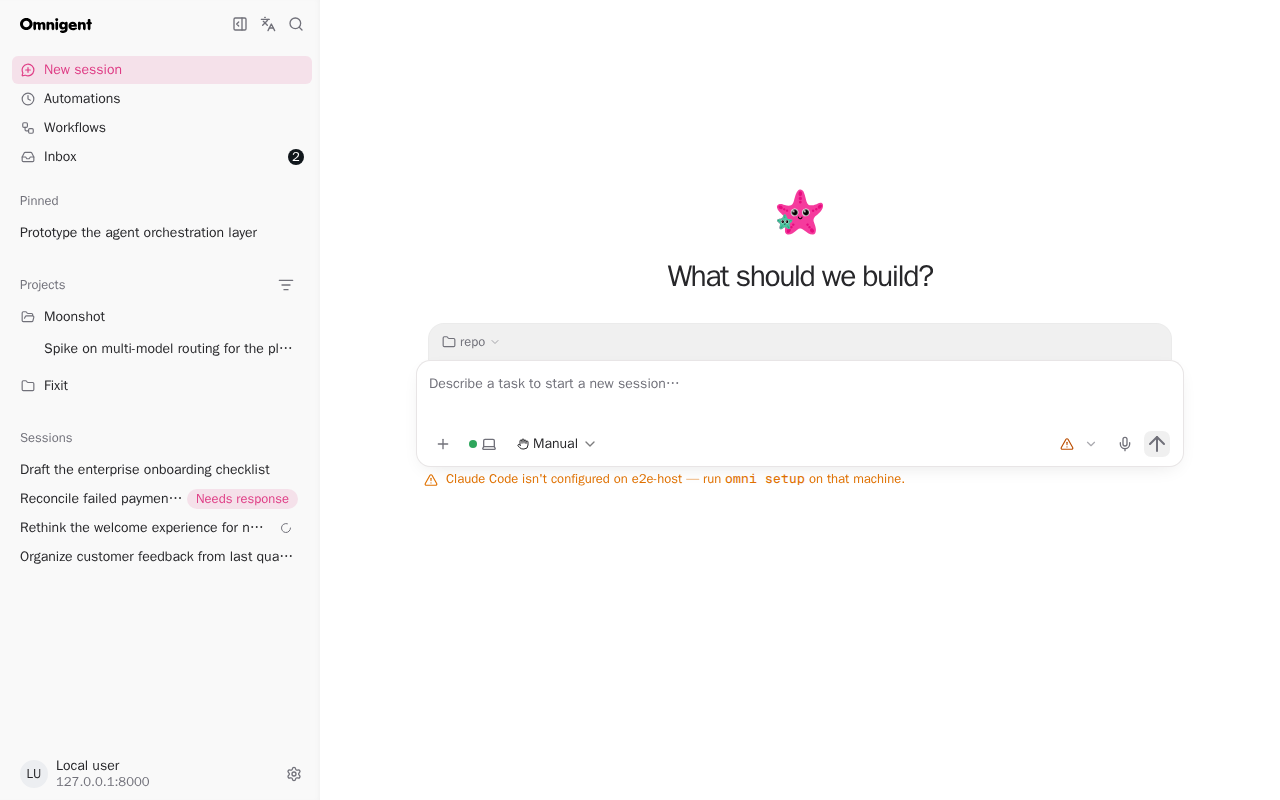 Omnigent
New session
Automations
Workflows
Inbox
2
Pinned
Prototype the agent orchestration layer
Projects
Moonshot
Spike on multi-model routing for the pl···
Fixit
Sessions
Draft the enterprise onboarding checklist
Reconcile failed paymen··· Needs response
Rethink the welcome experience for n···
Organize customer feedback from last qua···
LU
Local user
127.0.0.1:8000
What should we build?
repo
Describe a task to start a new session···
Manual
Claude Code isn't configured on e2e-host — run omni setup on that machine.